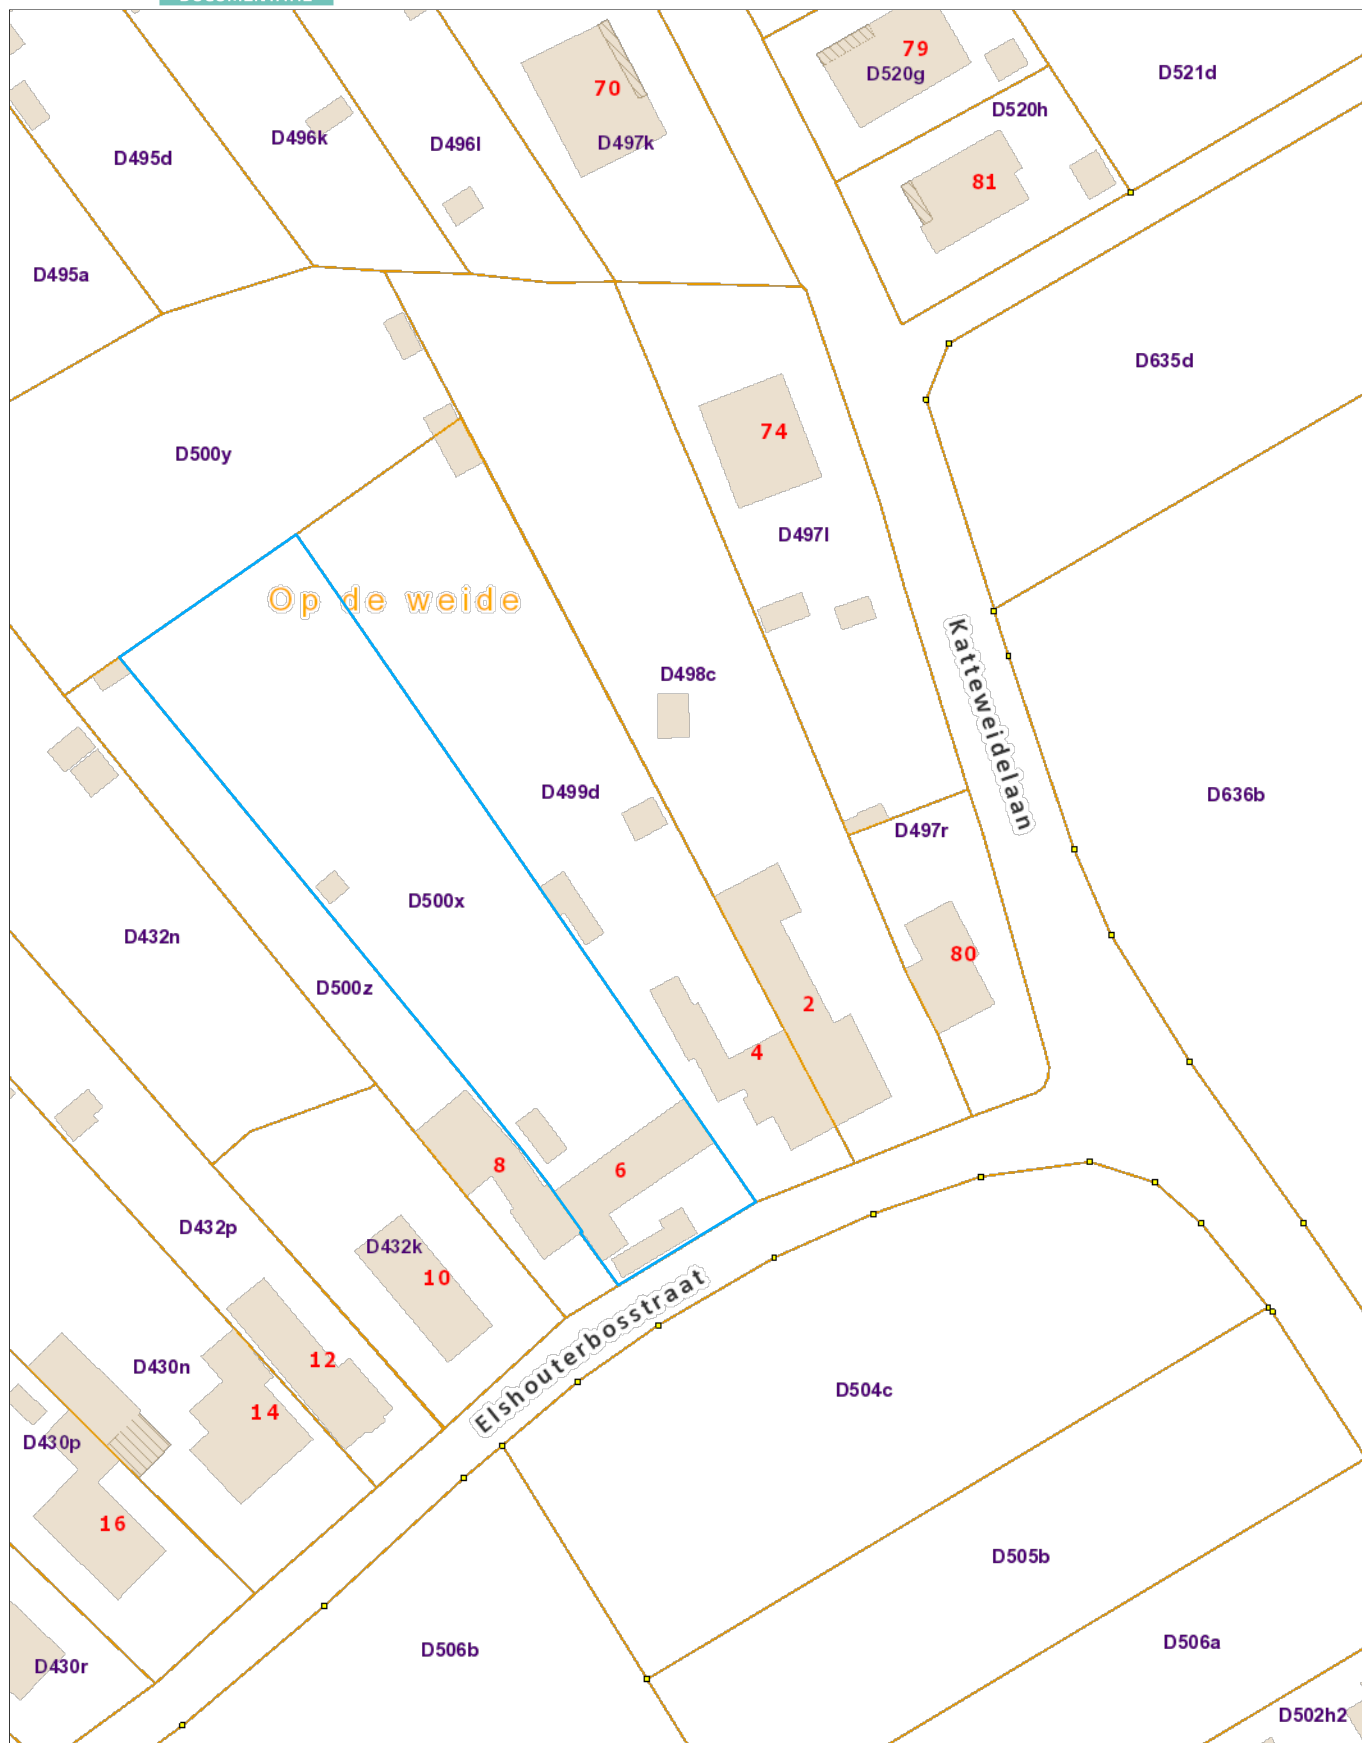 79
D520g
D521d
70
D520h
D496k
D496l
D497k
D495d
81
D495a
D635d
74
D500y
D497l
Op de weide
Katteweidelaan
D498c
D499d
D636b
D497r
D500x
D432n
80
D500z
2
4
8
6
D432p
D432k
10
Elshouterbosstraat
12
D430n
D504c
14
D430p
16
D505b
D506b
D506a
D430r
D502h2